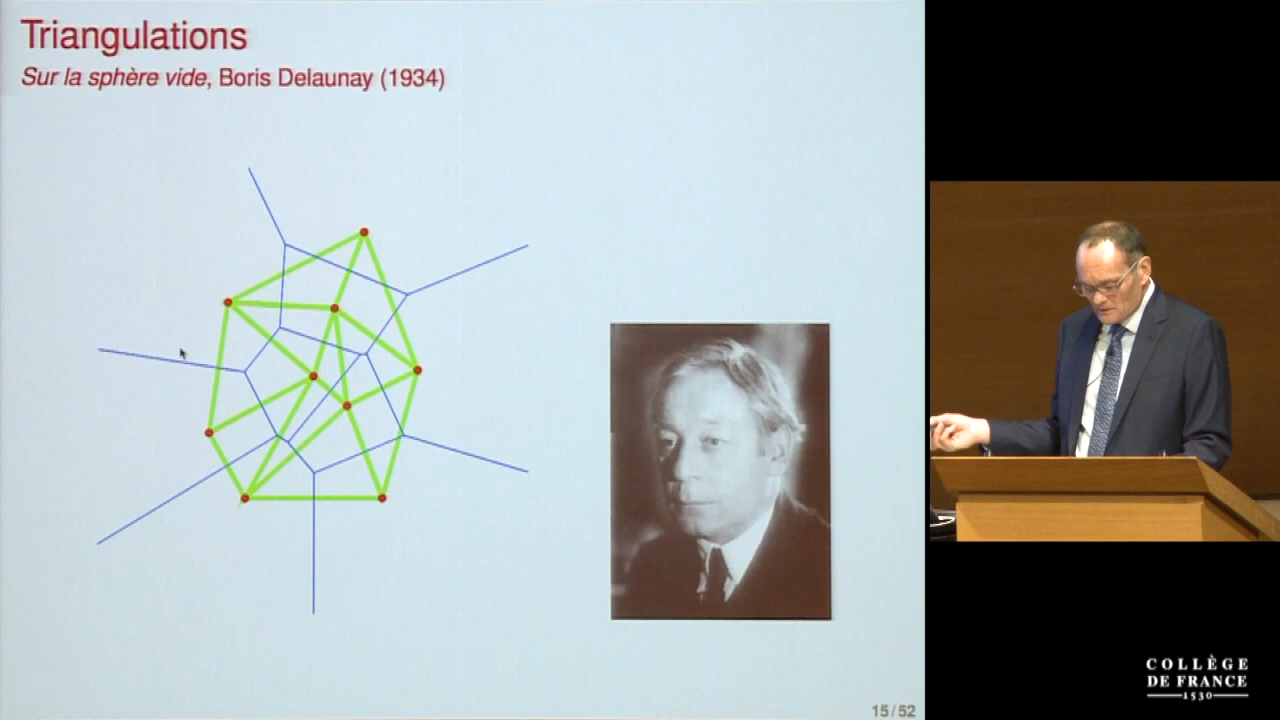 Triangulations
Sur la sphère vide, Boris Delaunay (1934)
15/52
COLLÈGE
DE FRANCE
1530